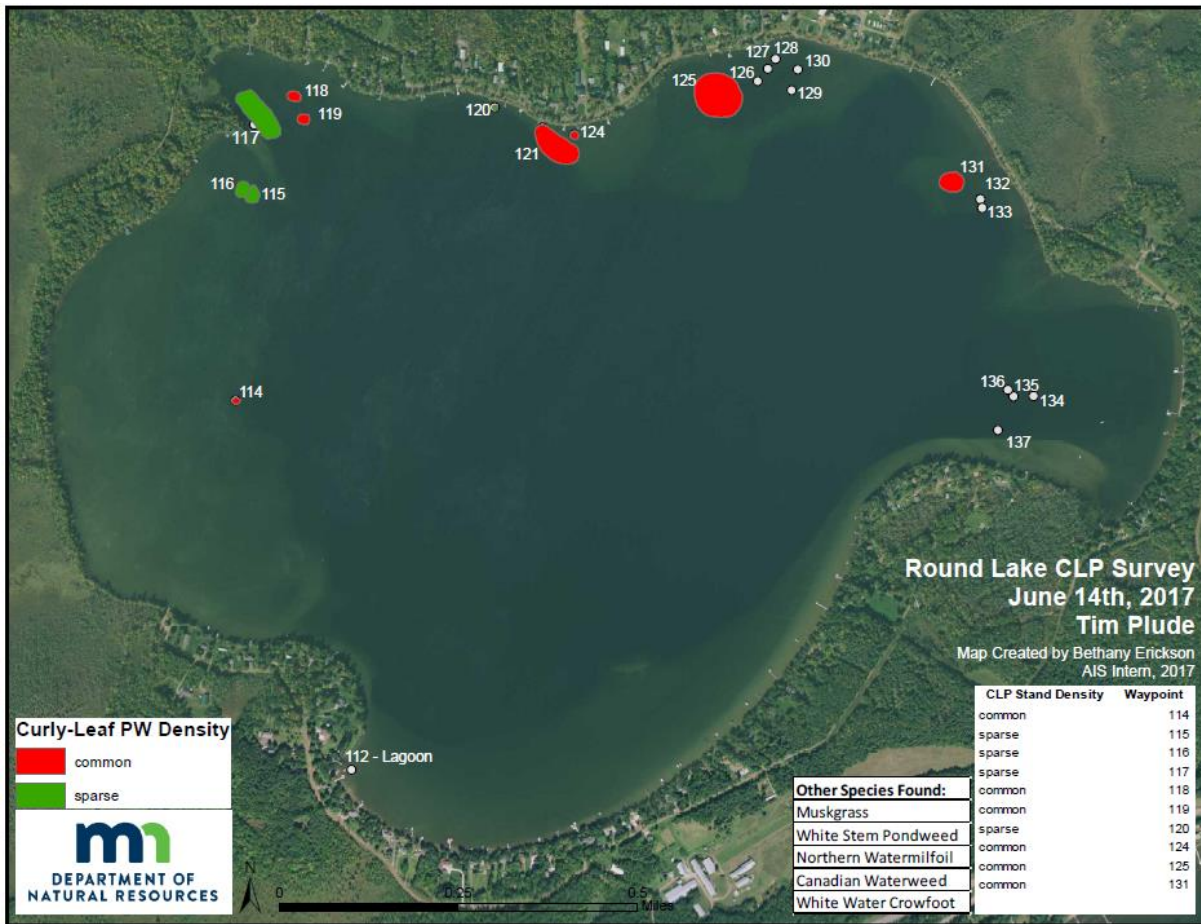 127
128
130
118
125
126
129
119
120
124
117
121
131
116
115
132
133
114
136
135
134
137
Round Lake CLP Survey
June 14th, 2017
Tim Plude
Map Created by Bethany Erickson
AIS Intern, 2017
112 - Lagoon
Curly-Leaf PW Density
common
sparse
DEPARTMENT OF
NATURAL RESOURCES
N
0 0.25 0.5
Miles
Other Species Found:
Muskgrass
White Stem Pondweed
Northern Watermilfoil
Canadian Waterweed
White Water Crowfoot
CLP Stand Density Waypoint
common 114
sparse 115
sparse 116
sparse 117
common 118
common 119
sparse 120
common 124
common 125
common 131